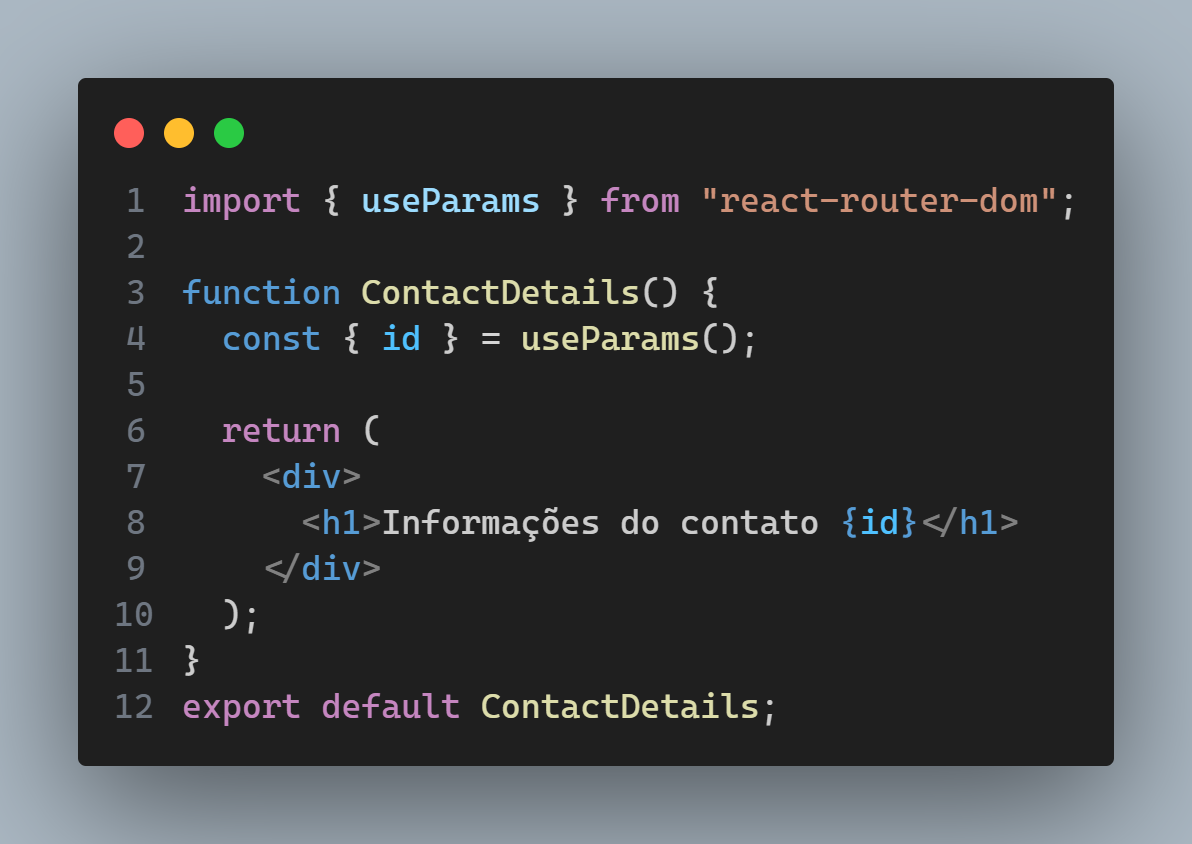 1 import { useParams } from "react-router-dom";
2
3 function ContactDetails() {
4   const { id } = useParams();
5
6   return (
7     <div>
8       <h1>Informações do contato {id}</h1>
9     </div>
10   );
11 }
12 export default ContactDetails;